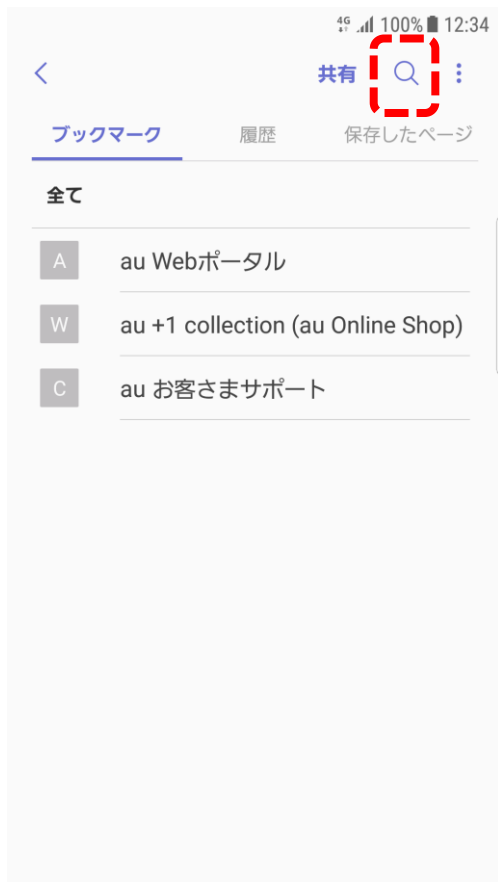 4G 100% 12:34
共有
ブックマーク 履歴 保存したページ
全て
A au Webポータル
W au +1 collection (au Online Shop)
C au お客さまサポート